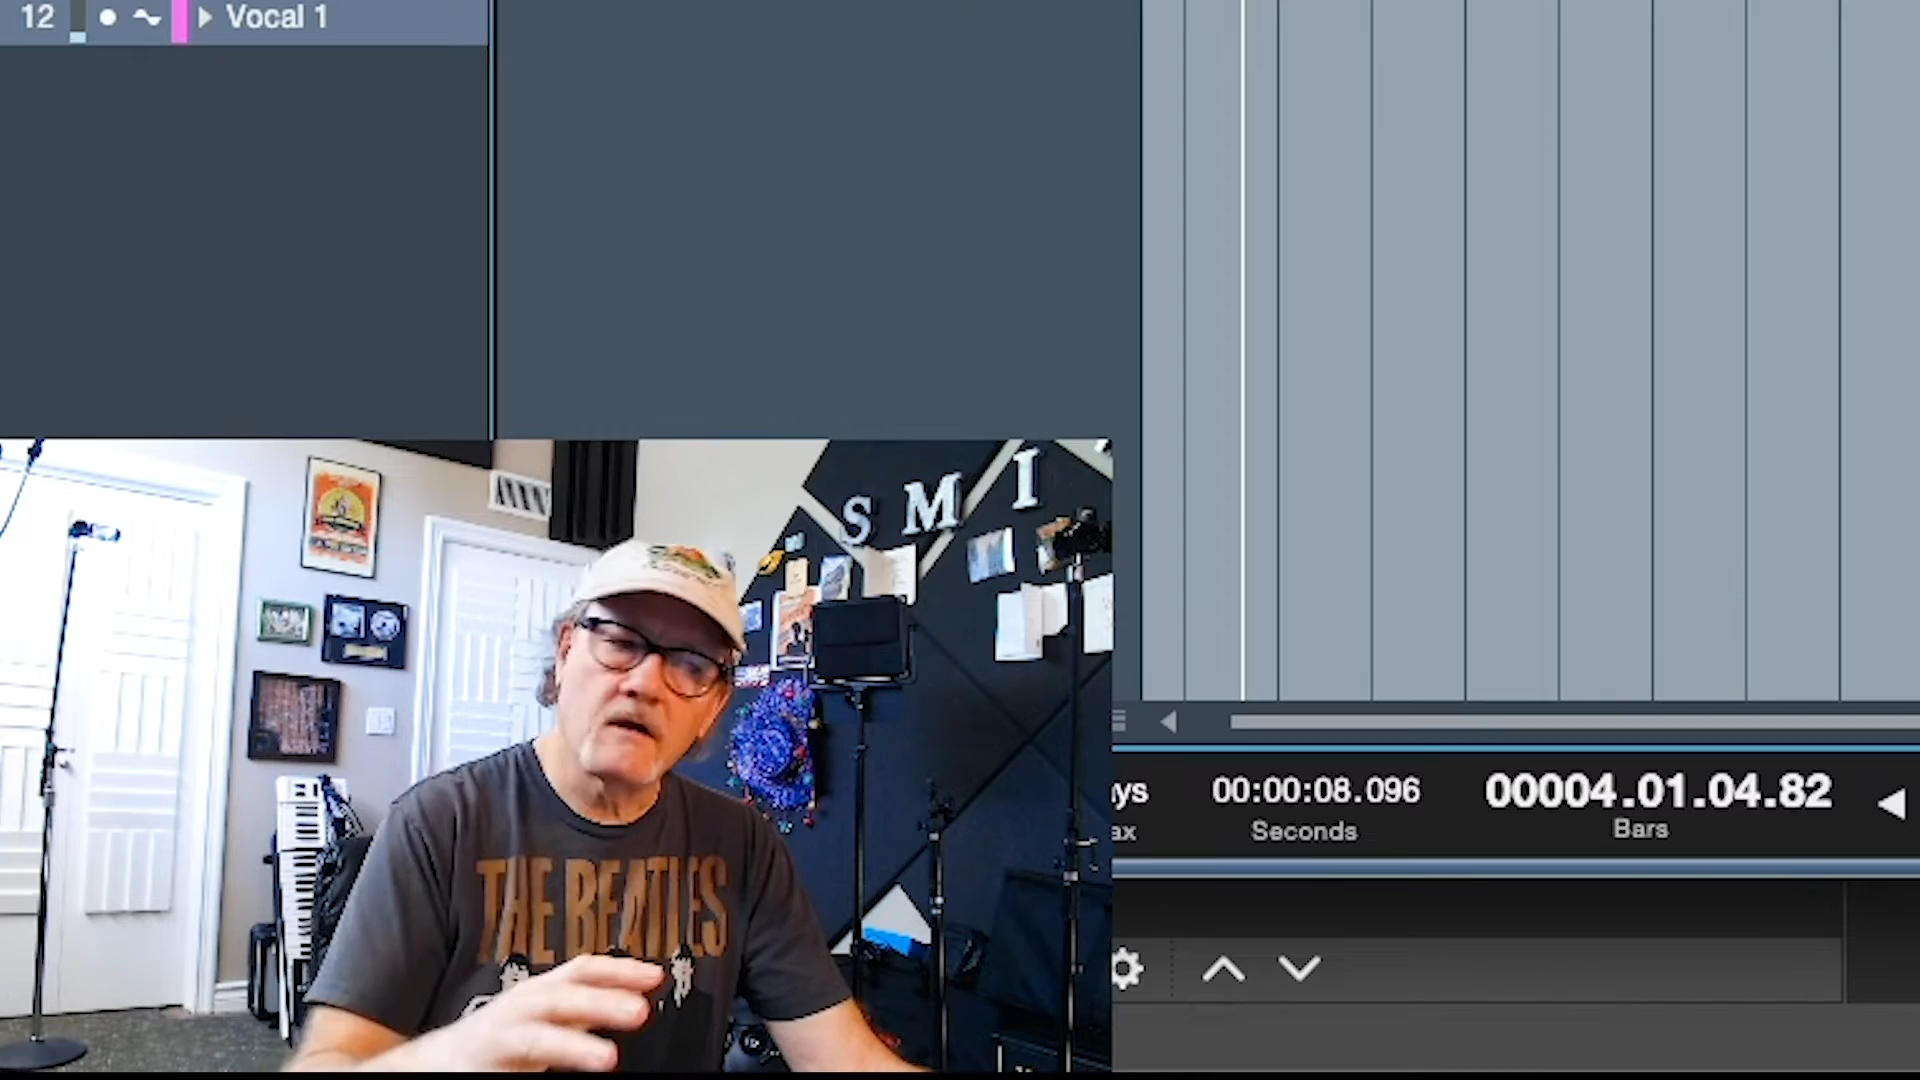 12 Vocal 1
S M I
THE BEATLES
ys 00:00:08.096 00004.01.04.82
ax Seconds Bars